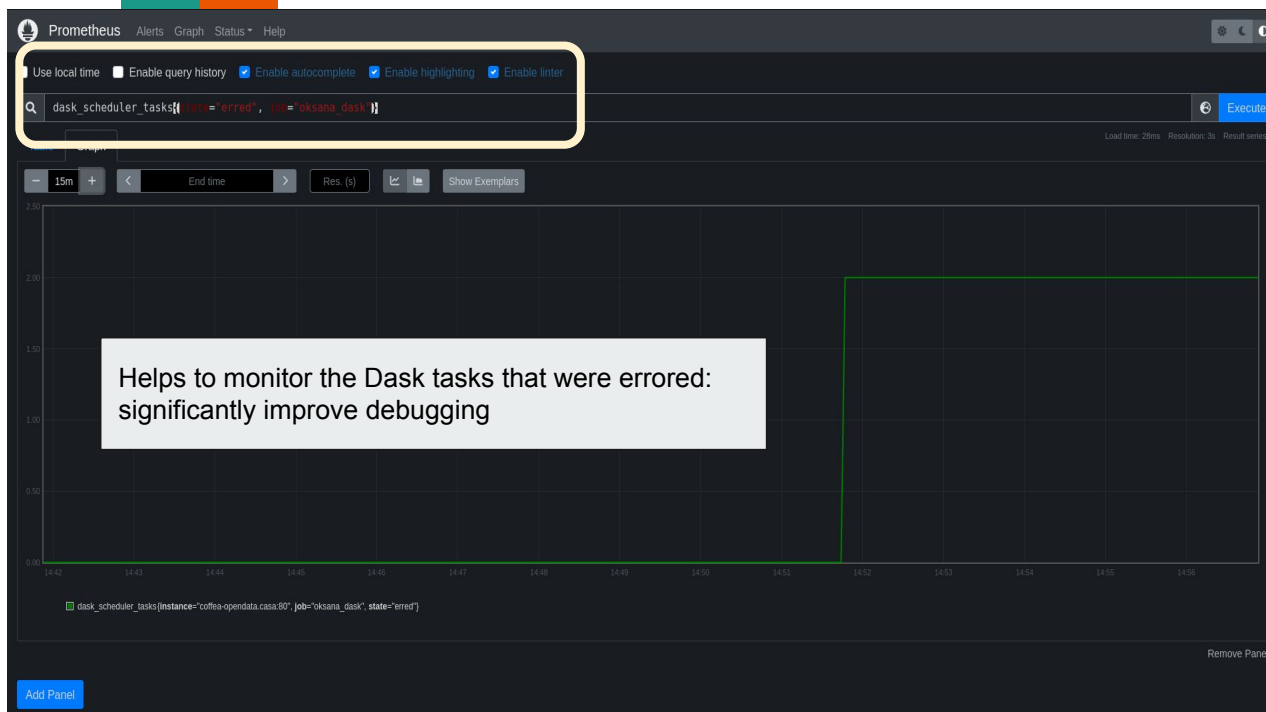 Prometheus Alerts Graph Status Help
Use local time Enable query history Enable autocomplete Enable highlighting Enable linter
dask_scheduler_tasks{state="erred", job="oksana_dask"} Execute
Load time: 28ms Resolution: 3s Result series
Graph
− 15m + < End time > Res. (s) Show Exemplars
2.50
2.00
1.50
1.00
0.50
0.00
Helps to monitor the Dask tasks that were errored:
significantly improve debugging
14:42 14:43 14:44 14:45 14:46 14:47 14:48 14:49 14:50 14:51 14:52 14:53 14:54 14:55 14:56
dask_scheduler_tasks{instance="coffea-opendata.casa:80", job="oksana_dask", state="erred"}
Remove Pane
Add Panel